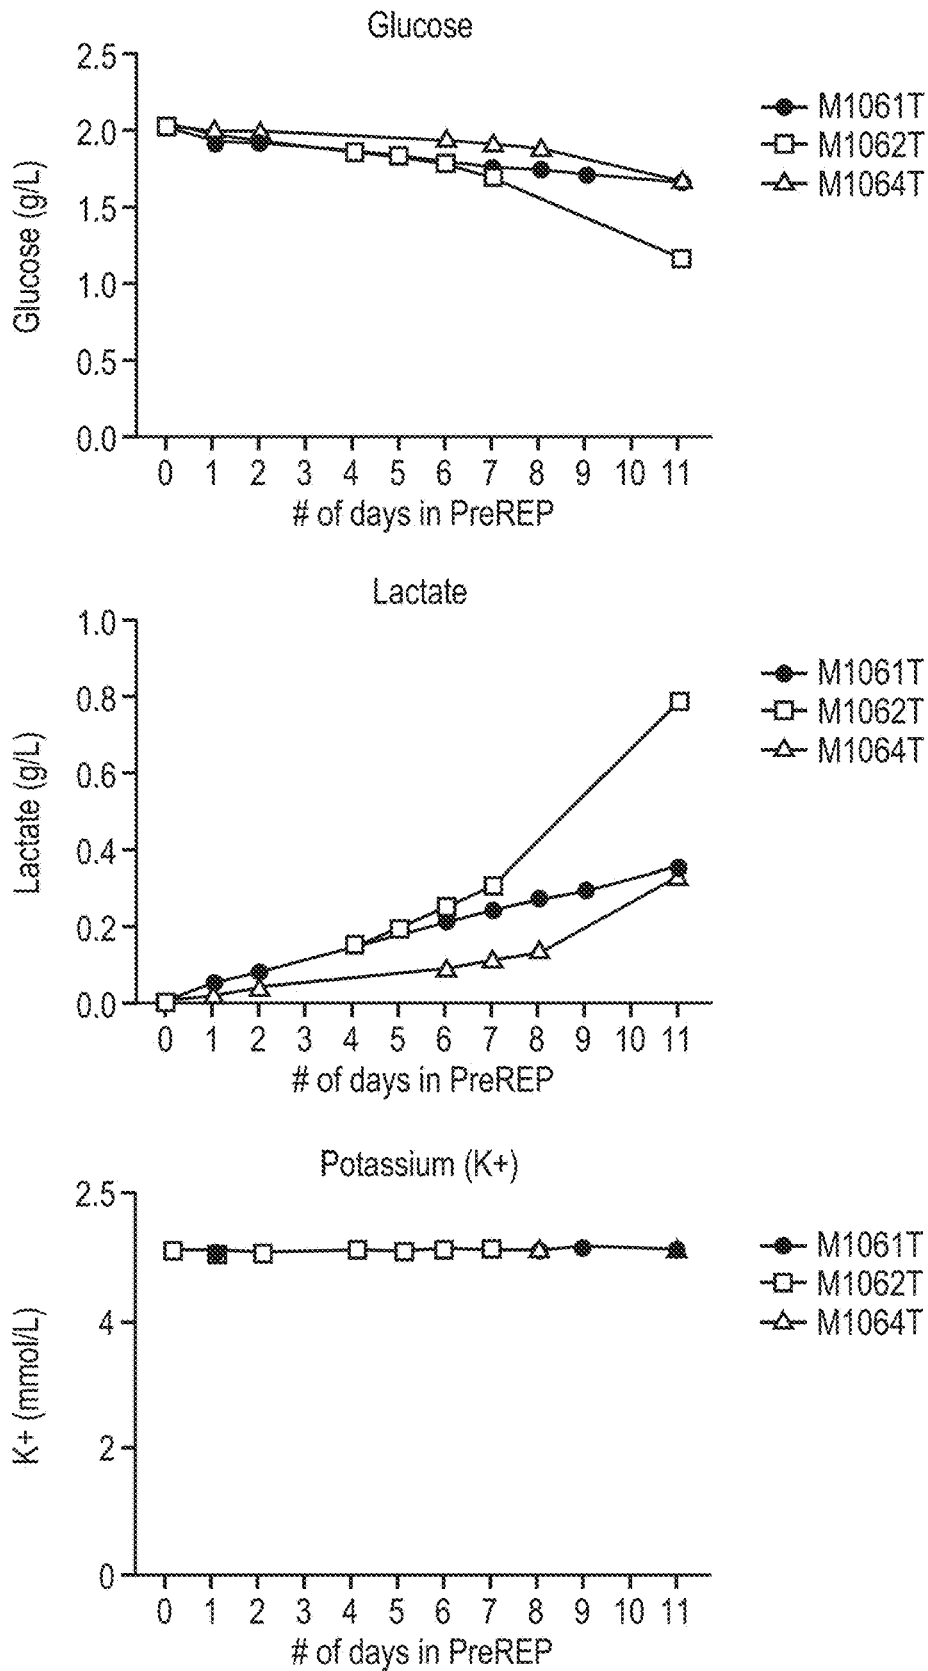 Glucose
2.5
2.0
1.5
1.0
0.5
0.0
Glucose (g/L)
0 1 2 3 4 5 6 7 8 9 10 11
# of days in PreREP
M1061T
M1062T
M1064T
Lactate
1.0
0.8
0.6
0.4
0.2
0.0
Lactate (g/L)
0 1 2 3 4 5 6 7 8 9 10 11
# of days in PreREP
M1061T
M1062T
M1064T
Potassium (K+)
2.5
4
2
0
K+ (mmol/L)
0 1 2 3 4 5 6 7 8 9 10 11
# of days in PreREP
M1061T
M1062T
M1064T